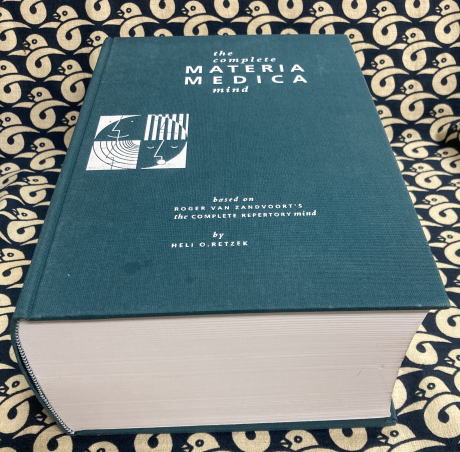 the
complete
MATERIA
MEDICA
mind
based on
ROGER VAN ZANDVOORT'S
the COMPLETE REPERTORY mind
by
HELI O.RETZEK